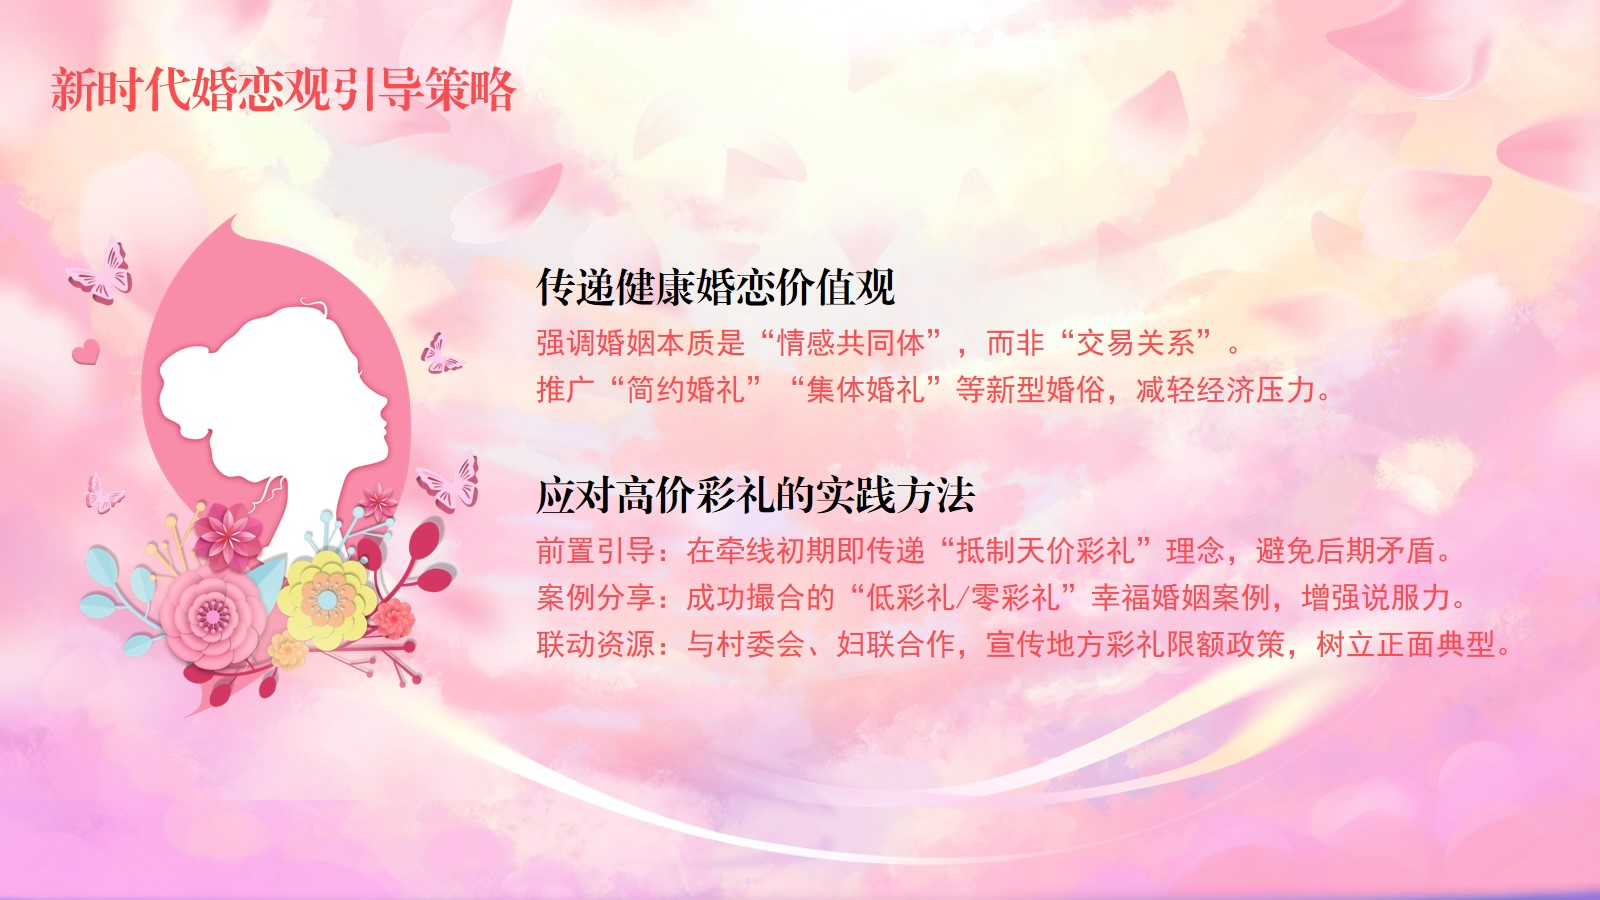 新时代婚恋观引导策略
传递健康婚恋价值观
强调婚姻本质是“情感共同体”，而非“交易关系”。
推广“简约婚礼”“集体婚礼”等新型婚俗，减轻经济压力。
应对高价彩礼的实践方法
前置引导：在牵线初期即传递“抵制天价彩礼”理念，避免后期矛盾。
案例分享：成功撮合的“低彩礼/零彩礼”幸福婚姻案例，增强说服力。
联动资源：与村委会、妇联合作，宣传地方彩礼限额政策，树立正面典型。